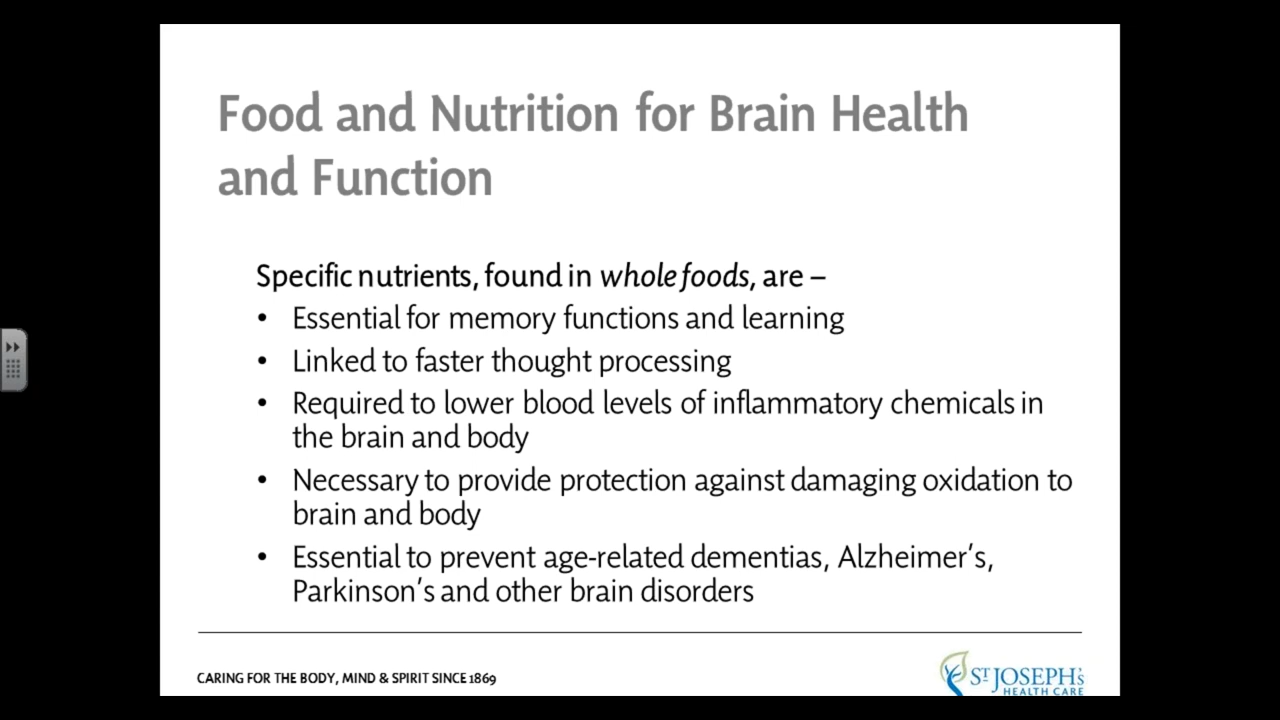 Food and Nutrition for Brain Health
and Function
Specific nutrients, found in whole foods, are –
• Essential for memory functions and learning
• Linked to faster thought processing
• Required to lower blood levels of inflammatory chemicals in
the brain and body
• Necessary to provide protection against damaging oxidation to
brain and body
• Essential to prevent age-related dementias, Alzheimer's,
Parkinson's and other brain disorders
CARING FOR THE BODY, MIND & SPIRIT SINCE 1869
ST JOSEPH'S
HEALTH CARE